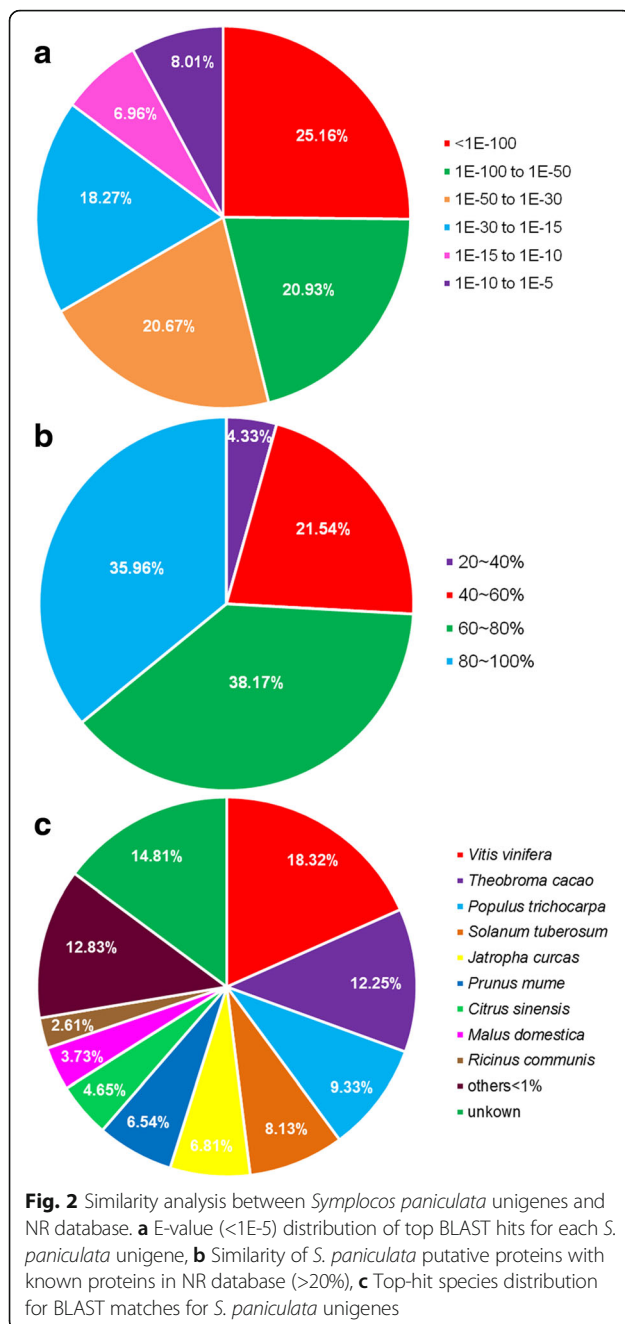 a
8.01%
6.96%
25.16%
18.27%
20.93%
20.67%
<1E-100
1E-100 to 1E-50
1E-50 to 1E-30
1E-30 to 1E-15
1E-15 to 1E-10
1E-10 to 1E-5
b
4.33%
21.54%
35.96%
38.17%
20~40%
40~60%
60~80%
80~100%
c
14.81%
18.32%
12.83%
12.25%
2.61%
3.73%
9.33%
4.65%
6.54%
6.81%
8.13%
Vitis vinifera
Theobroma cacao
Populus trichocarpa
Solanum tuberosum
Jatropha curcas
Prunus mume
Citrus sinensis
Malus domestica
Ricinus communis
others<1%
unkown
Fig. 2 Similarity analysis between Symplocos paniculata unigenes and
NR database. a E-value (<1E-5) distribution of top BLAST hits for each S.
paniculata unigene, b Similarity of S. paniculata putative proteins with
known proteins in NR database (>20%), c Top-hit species distribution
for BLAST matches for S. paniculata unigenes